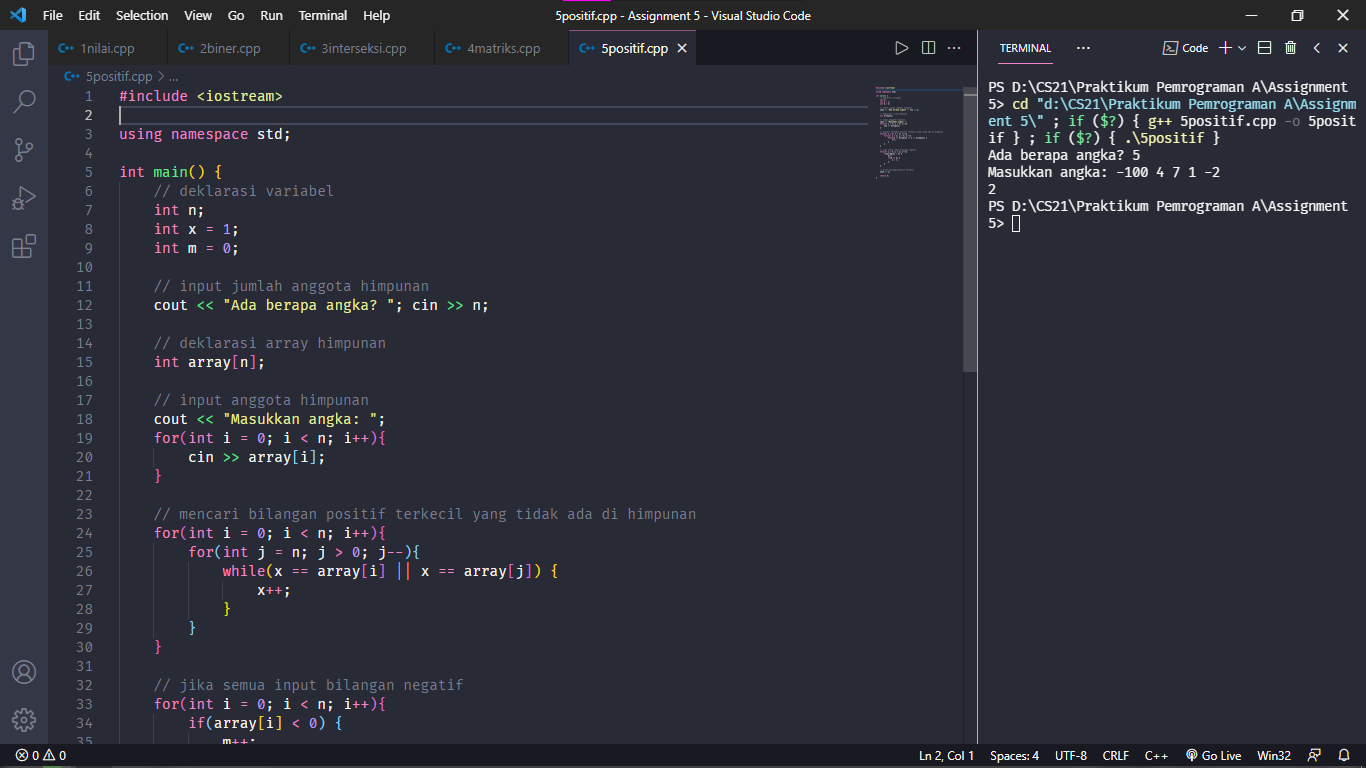 File Edit Selection View Go Run Terminal Help 5positif.cpp - Assignment 5 - Visual Studio Code
1nilai.cpp 2biner.cpp 3interseksi.cpp 4matriks.cpp 5positif.cpp
5positif.cpp > ...
1 #include <iostream>
2
3 using namespace std;
4
5 int main() {
6 // deklarasi variabel
7 int n;
8 int x = 1;
9 int m = 0;
10
11 // input jumlah anggota himpunan
12 cout << "Ada berapa angka? "; cin >> n;
13
14 // deklarasi array himpunan
15 int array[n];
16
17 // input anggota himpunan
18 cout << "Masukkan angka: ";
19 for(int i = 0; i < n; i++){
20 cin >> array[i];
21 }
22
23 // mencari bilangan positif terkecil yang tidak ada di himpunan
24 for(int i = 0; i < n; i++){
25 for(int j = n; j > 0; j--){
26 while(x == array[i] || x == array[j]) {
27 x++;
28 }
29 }
30 }
31
32 // jika semua input bilangan negatif
33 for(int i = 0; i < n; i++){
34 if(array[i] < 0) {
35 m++;
TERMINAL ... Code
PS D:\CS21\Praktikum Pemrograman A\Assignment
5> cd "d:\CS21\Praktikum Pemrograman A\Assignm
ent 5\" ; if ($?) { g++ 5positif.cpp -o 5posit
if } ; if ($?) { .\5positif }
Ada berapa angka? 5
Masukkan angka: -100 4 7 1 -2
2
PS D:\CS21\Praktikum Pemrograman A\Assignment
5>
0 0 Ln 2, Col 1 Spaces: 4 UTF-8 CRLF C++ Go Live Win32